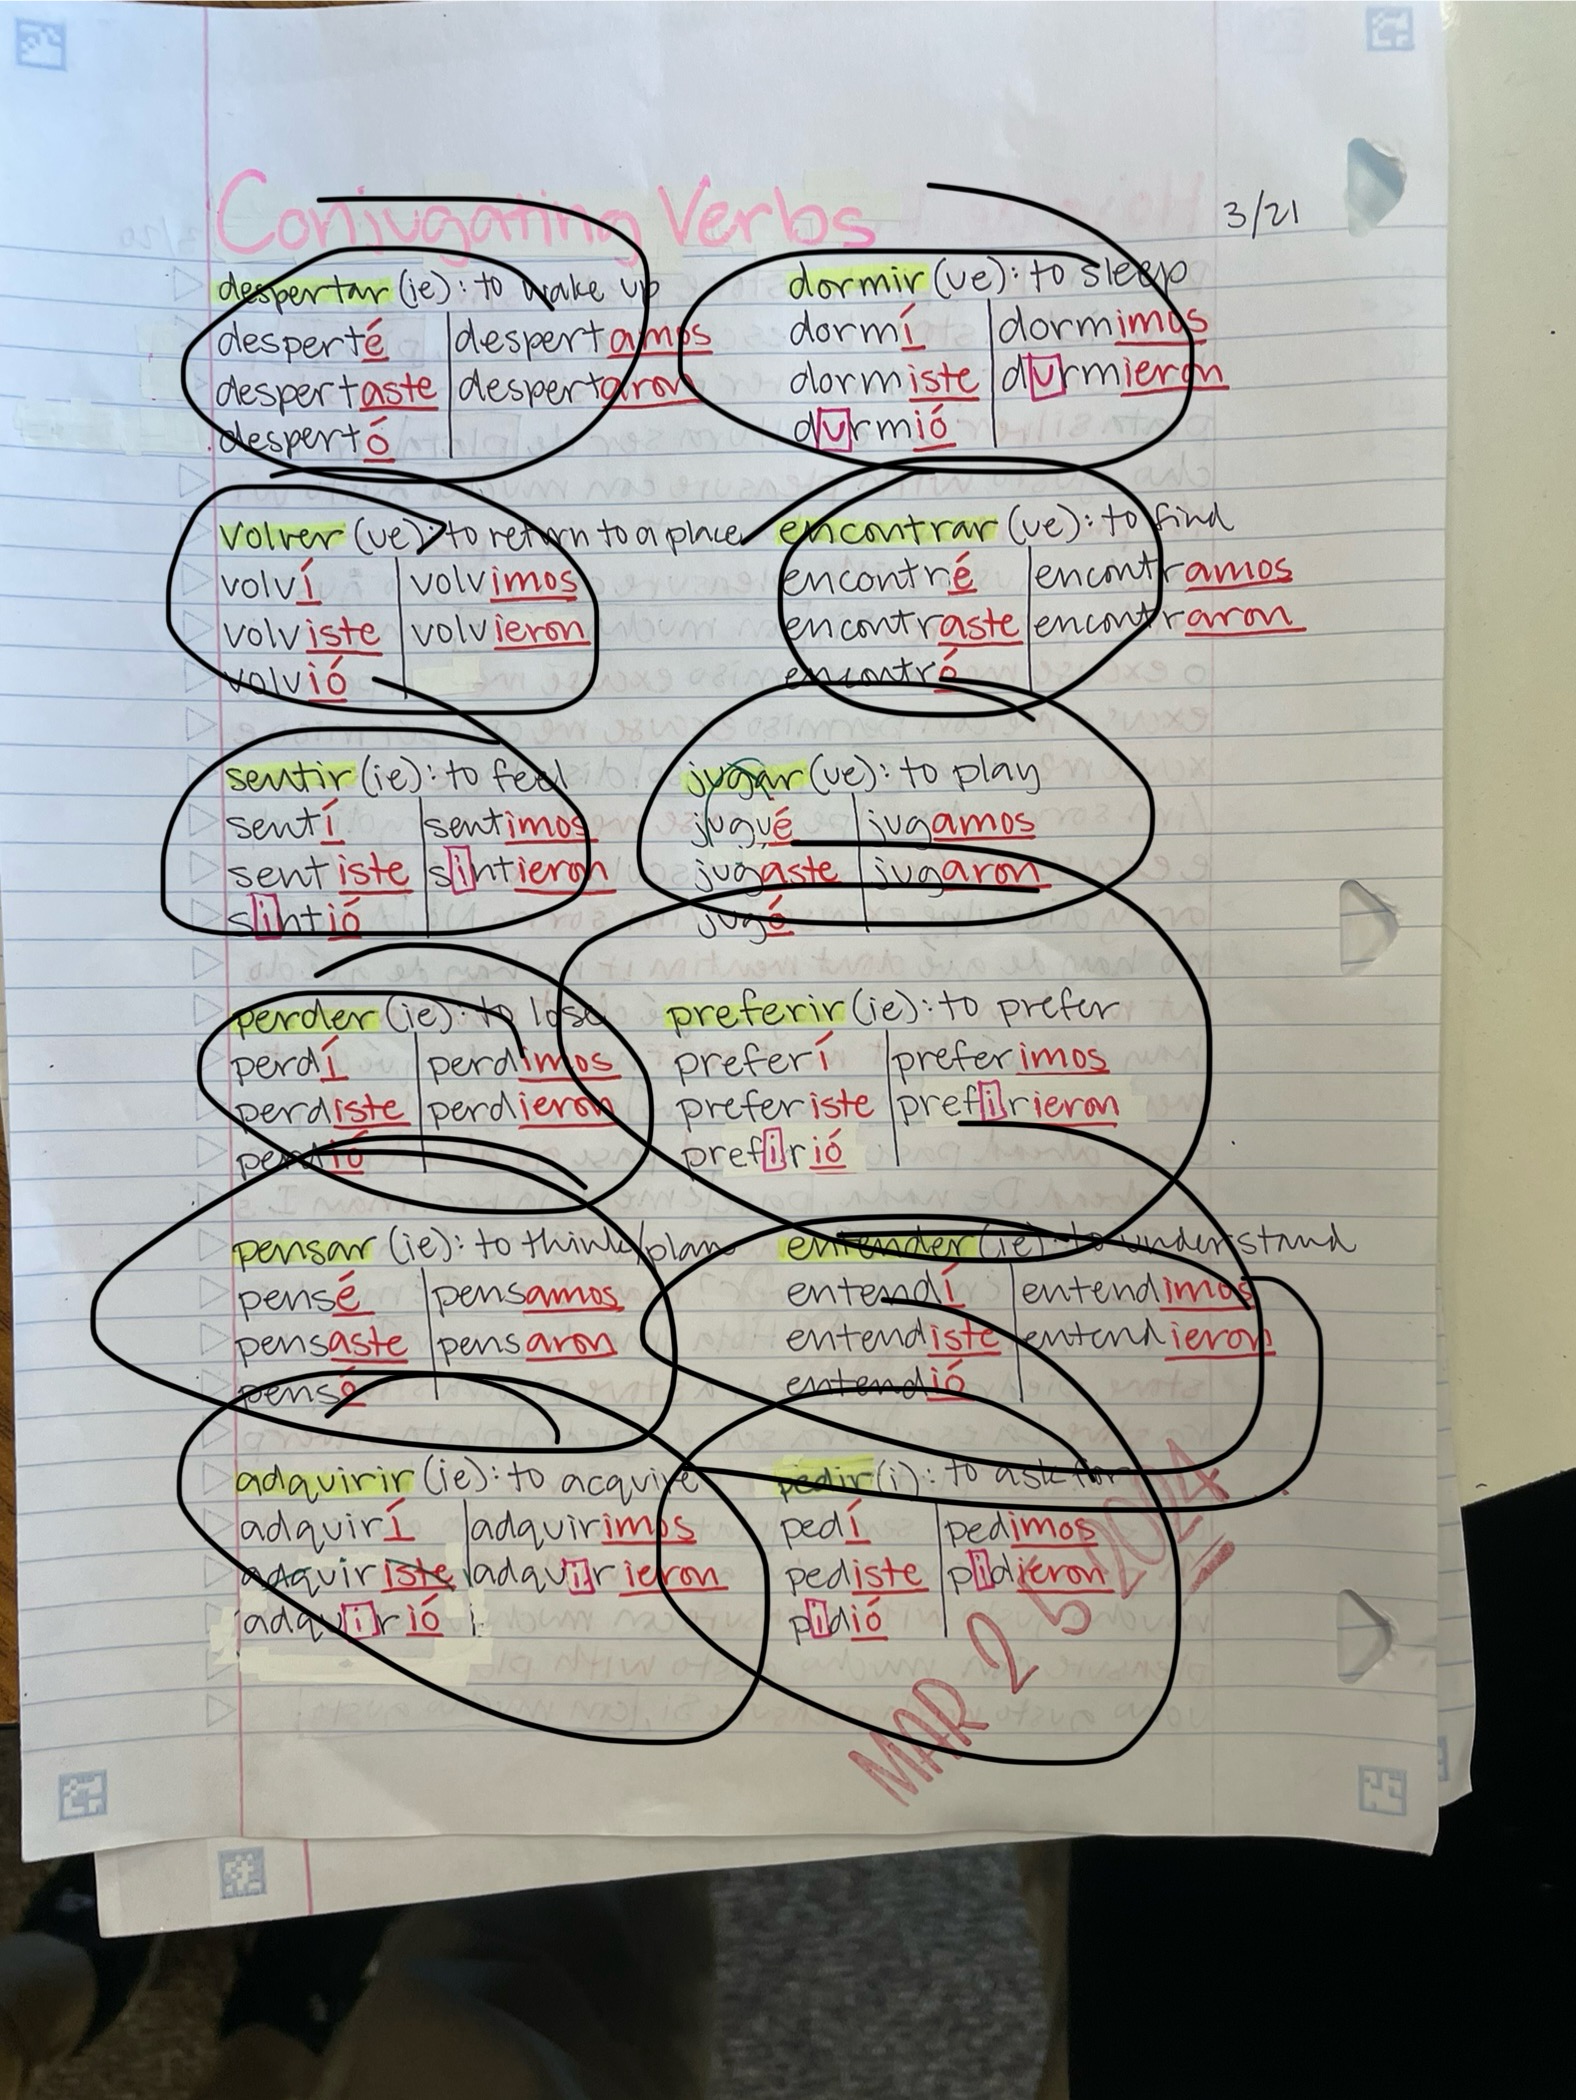 Conjugating Verbs
3/21
despertar (ie): to wake up
desperté despertamos
despertaste despertaron
despertó
dormir (ue): to sleep
dormí dormimos
dormiste durmieron
durmió
volver (ue): to return to a place
volví volvimos
volviste volvieron
volvió
encontrar (ue): to find
encontré encontramos
encontraste encontraron
encontró
sentir (ie): to feel
sentí sentimos
sentiste sintieron
sintió
jugar (ue): to play
jugué jugamos
jugaste jugaron
jugó
perder (ie): to lose
perdí perdimos
perdiste perdieron
perdió
preferir (ie): to prefer
preferí preferimos
preferiste prefirieron
prefirió
pensar (ie): to think/plan
pensé pensamos
pensaste pensaron
pensó
entender (ie): to understand
entendí entendimos
entendiste entendieron
entendió
adquirir (ie): to acquire
adquirí adquirimos
adquiriste adquirieron
adquirió
pedir (i): to ask for
pedí pedimos
pediste pidieron
pidió
MAR 25 2024